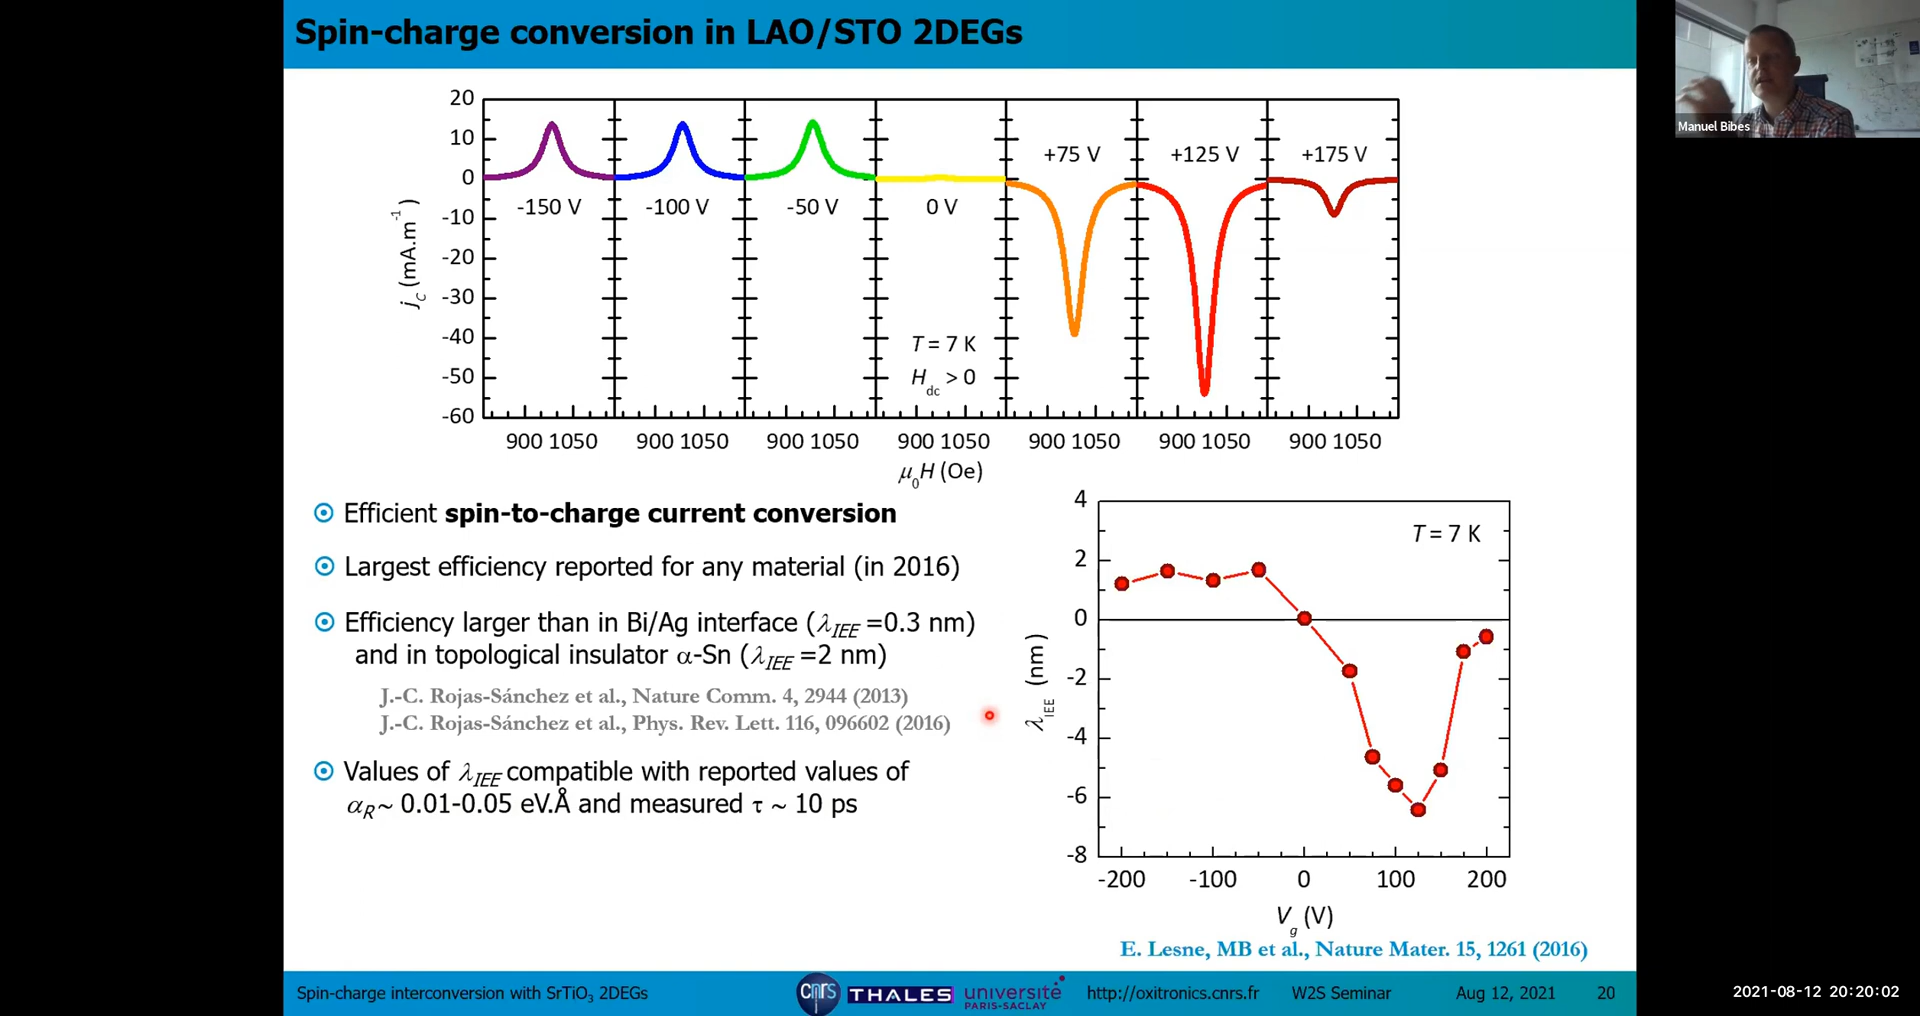 Spin-charge conversion in LAO/STO 2DEGs
Manuel Bibes
20
10
0
-10
-20
-30
-40
-50
-60
j_C (mA.m⁻¹)
-150 V
-100 V
-50 V
0 V
+75 V
+125 V
+175 V
T = 7 K
H_dc > 0
900 1050 900 1050 900 1050 900 1050 900 1050 900 1050 900 1050
μ₀H (Oe)
Efficient spin-to-charge current conversion
Largest efficiency reported for any material (in 2016)
Efficiency larger than in Bi/Ag interface (λ_IEE =0.3 nm)
and in topological insulator α-Sn (λ_IEE =2 nm)
J.-C. Rojas-Sánchez et al., Nature Comm. 4, 2944 (2013)
J.-C. Rojas-Sánchez et al., Phys. Rev. Lett. 116, 096602 (2016)
Values of λ_IEE compatible with reported values of
α_R~ 0.01-0.05 eV.Å and measured τ ~ 10 ps
4
2
0
-2
-4
-6
-8
λ_IEE (nm)
T = 7 K
-200 -100 0 100 200
V_g (V)
E. Lesne, MB et al., Nature Mater. 15, 1261 (2016)
Spin-charge interconversion with SrTiO₃ 2DEGs
cnrs
THALES
université
PARIS-SACLAY
http://oxitronics.cnrs.fr
W2S Seminar
Aug 12, 2021
20
2021-08-12 20:20:02